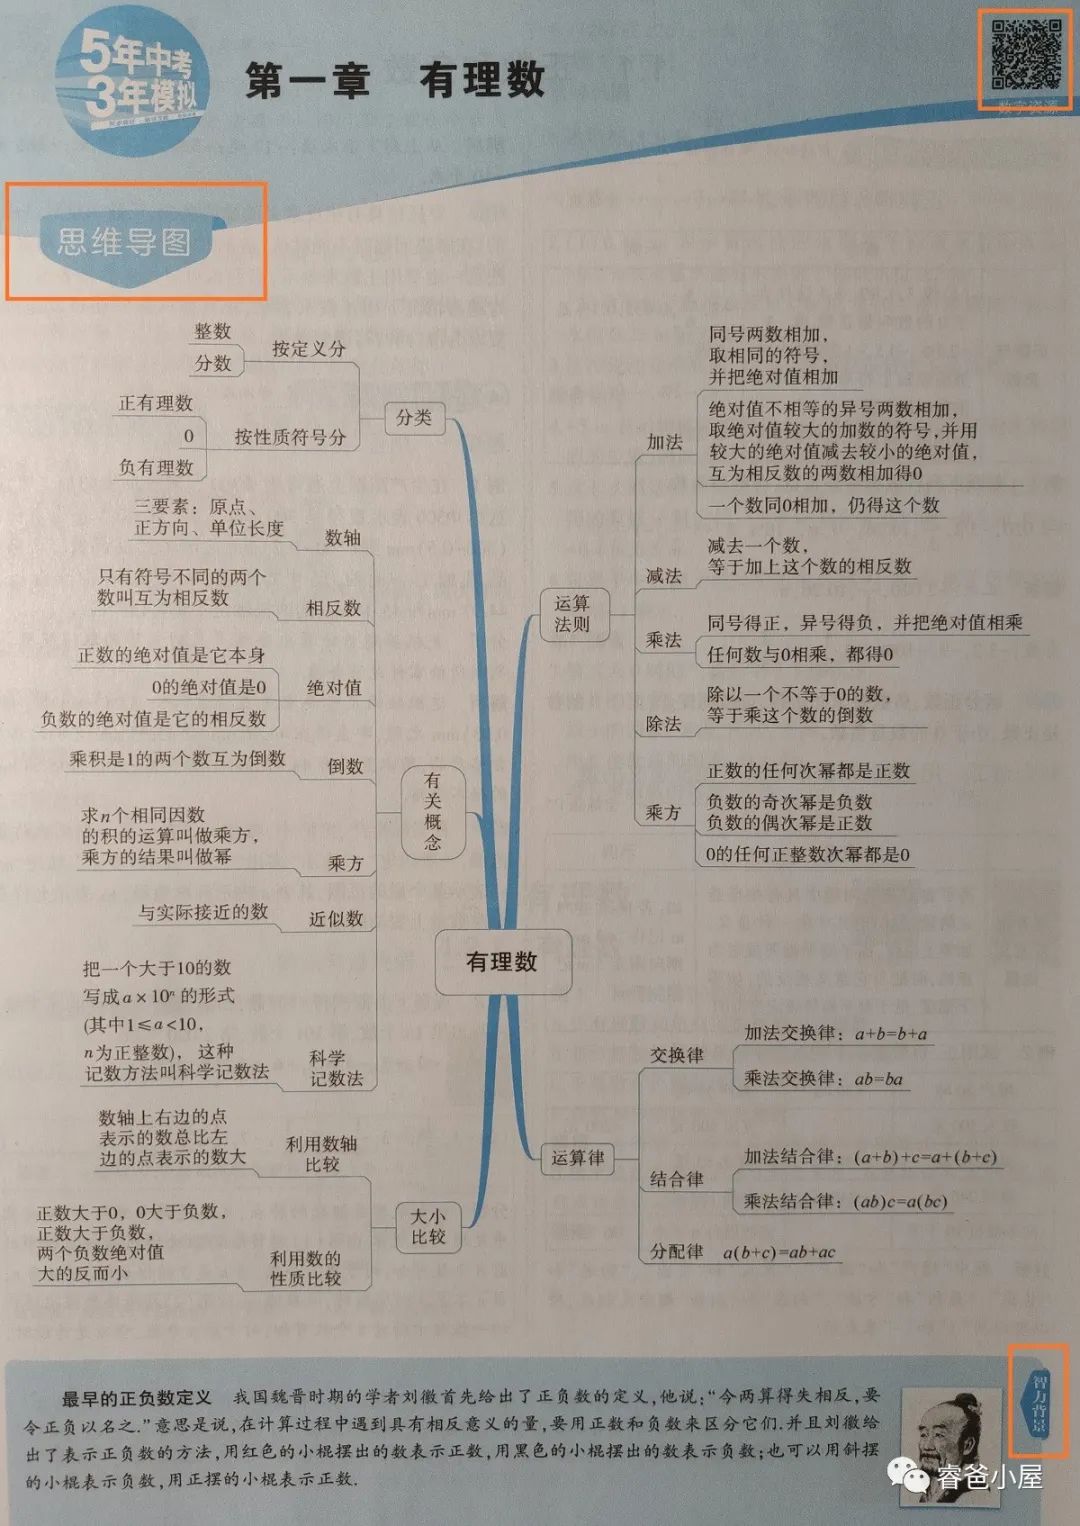 5年中考
3年模拟
第一章 有理数
数字资源
思维导图
整数
分数
按定义分
正有理数
0
负有理数
按性质符号分
分类
三要素：原点、
正方向、单位长度
数轴
只有符号不同的两个
数叫互为相反数
相反数
正数的绝对值是它本身
0的绝对值是0
负数的绝对值是它的相反数
绝对值
乘积是1的两个数互为倒数
倒数
求n个相同因数
的积的运算叫做乘方，
乘方的结果叫做幂
乘方
与实际接近的数
近似数
把一个大于10的数
写成a×10ⁿ的形式
(其中1≤a<10，
n为正整数)，这种
记数方法叫科学记数法
科学
记数法
有
关
概
念
数轴上右边的点
表示的数总比左
边的点表示的数大
利用数轴
比较
正数大于0，0大于负数，
正数大于负数，
两个负数绝对值
大的反而小
利用数的
性质比较
大小
比较
有理数
运算
法则
加法
同号两数相加，
取相同的符号，
并把绝对值相加
绝对值不相等的异号两数相加，
取绝对值较大的加数的符号，并用
较大的绝对值减去较小的绝对值，
互为相反数的两数相加得0
一个数同0相加，仍得这个数
减法
减去一个数，
等于加上这个数的相反数
乘法
同号得正，异号得负，并把绝对值相乘
任何数与0相乘，都得0
除法
除以一个不等于0的数，
等于乘这个数的倒数
乘方
正数的任何次幂都是正数
负数的奇次幂是负数
负数的偶次幂是正数
0的任何正整数次幂都是0
运算律
交换律
加法交换律：a+b=b+a
乘法交换律：ab=ba
结合律
加法结合律：(a+b)+c=a+(b+c)
乘法结合律：(ab)c=a(bc)
分配律 a(b+c)=ab+ac
最早的正负数定义 我国魏晋时期的学者刘徽首先给出了正负数的定义，他说：“今两算得失相反，要
令正负以名之.”意思是说，在计算过程中遇到具有相反意义的量，要用正数和负数来区分它们.并且刘徽给
出了表示正负数的方法，用红色的小棍摆出的数表示正数，用黑色的小棍摆出的数表示负数；也可以用斜摆
的小棍表示负数，用正摆的小棍表示正数.
智力背景
睿爸小屋